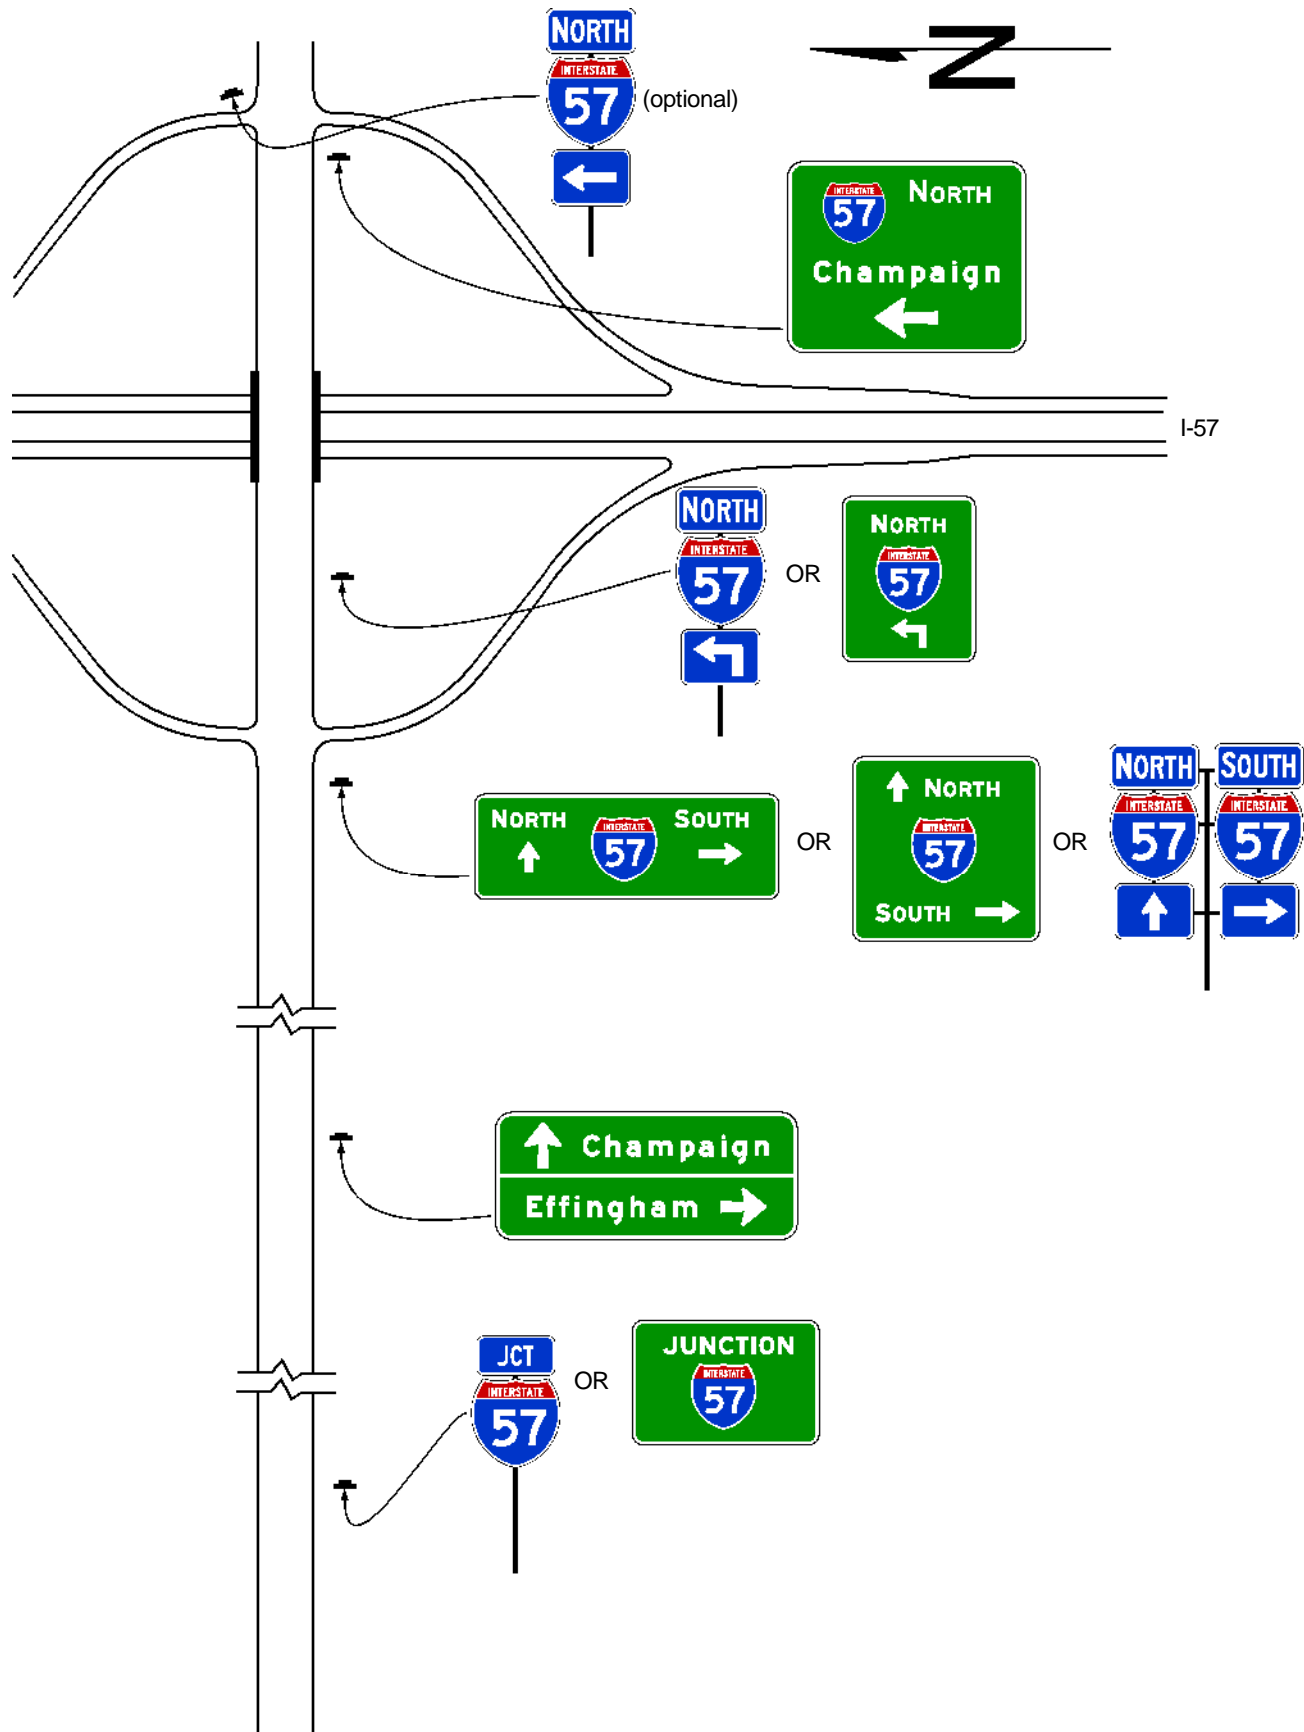 NORTH
INTERSTATE
57
(optional)
N
INTERSTATE
57
NORTH
Champaign
I-57
NORTH
INTERSTATE
57
OR
NORTH
INTERSTATE
57
NORTH
INTERSTATE
57
SOUTH
OR
NORTH
INTERSTATE
57
SOUTH
OR
NORTH
INTERSTATE
57
SOUTH
INTERSTATE
57
Champaign
Effingham
JCT
INTERSTATE
57
OR
JUNCTION
INTERSTATE
57